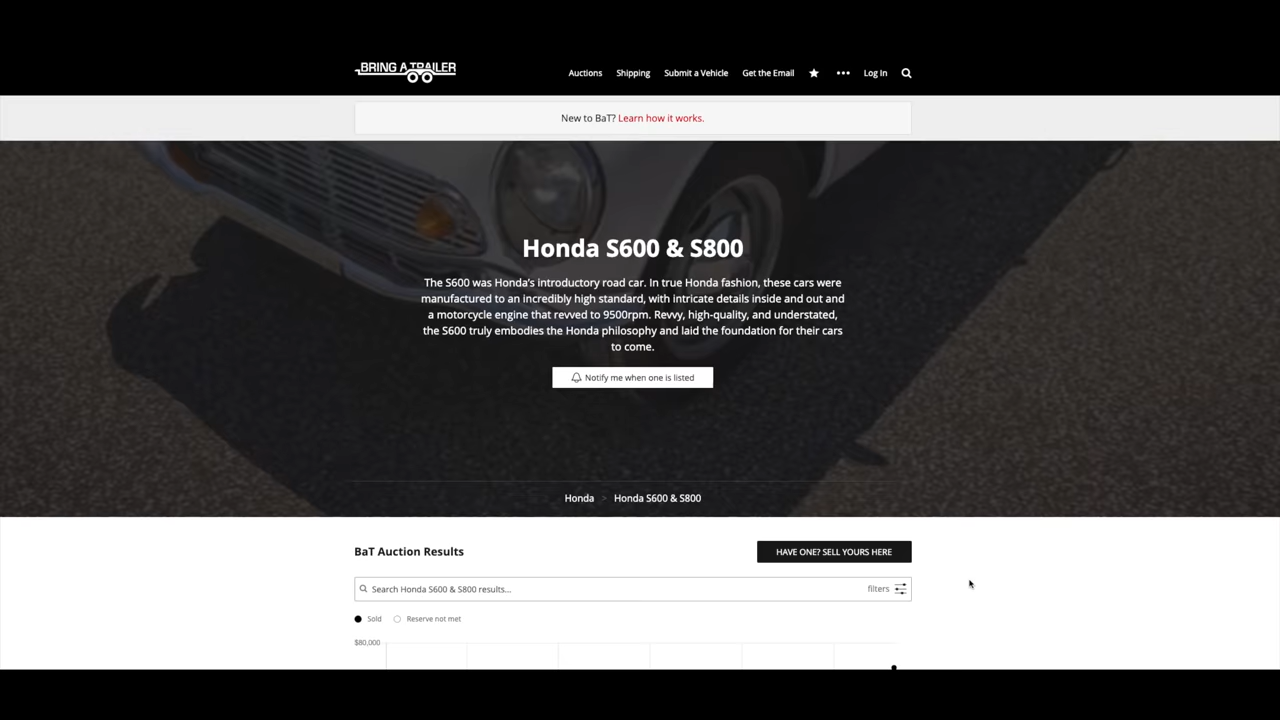 BRING A TRAILER
Auctions Shipping Submit a Vehicle Get the Email Log In
New to BaT? Learn how it works.
Honda S600 & S800
The S600 was Honda’s introductory road car. In true Honda fashion, these cars were
manufactured to an incredibly high standard, with intricate details inside and out and
a motorcycle engine that revved to 9500rpm. Revvy, high-quality, and understated,
the S600 truly embodies the Honda philosophy and laid the foundation for their cars
to come.
Notify me when one is listed
Honda > Honda S600 & S800
BaT Auction Results
HAVE ONE? SELL YOURS HERE
Search Honda S600 & S800 results...
filters
Sold Reserve not met
$80,000